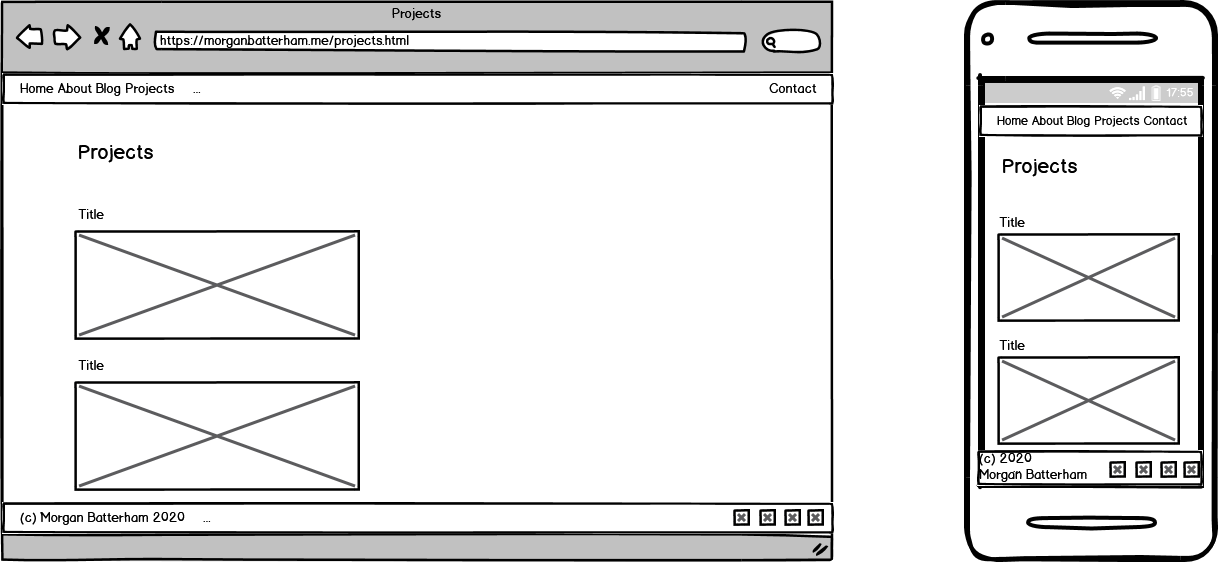 Projects
https://morganbatterham.me/projects.html
Home About Blog Projects ... Contact
Projects
Title
Title
(c) Morgan Batterham 2020 ...
17:55
Home About Blog Projects Contact
Projects
Title
Title
(c) 2020
Morgan Batterham